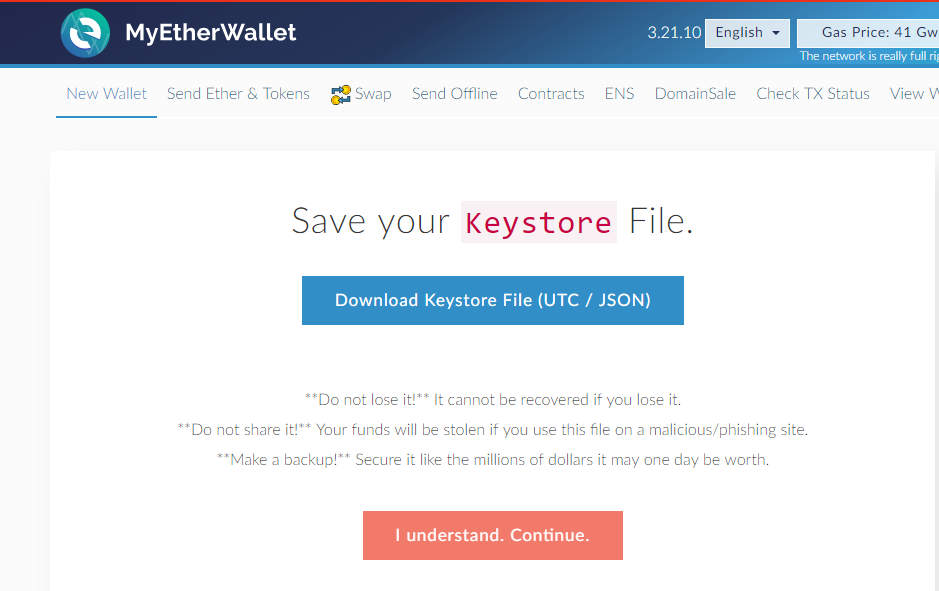 MyEtherWallet
3.21.10 English Gas Price: 41 Gw
The network is really full
New Wallet Send Ether & Tokens Swap Send Offline Contracts ENS DomainSale Check TX Status View
Save your Keystore File.
Download Keystore File (UTC / JSON)
**Do not lose it!** It cannot be recovered if you lose it.
**Do not share it!** Your funds will be stolen if you use this file on a malicious/phishing site.
**Make a backup!** Secure it like the millions of dollars it may one day be worth.
I understand. Continue.